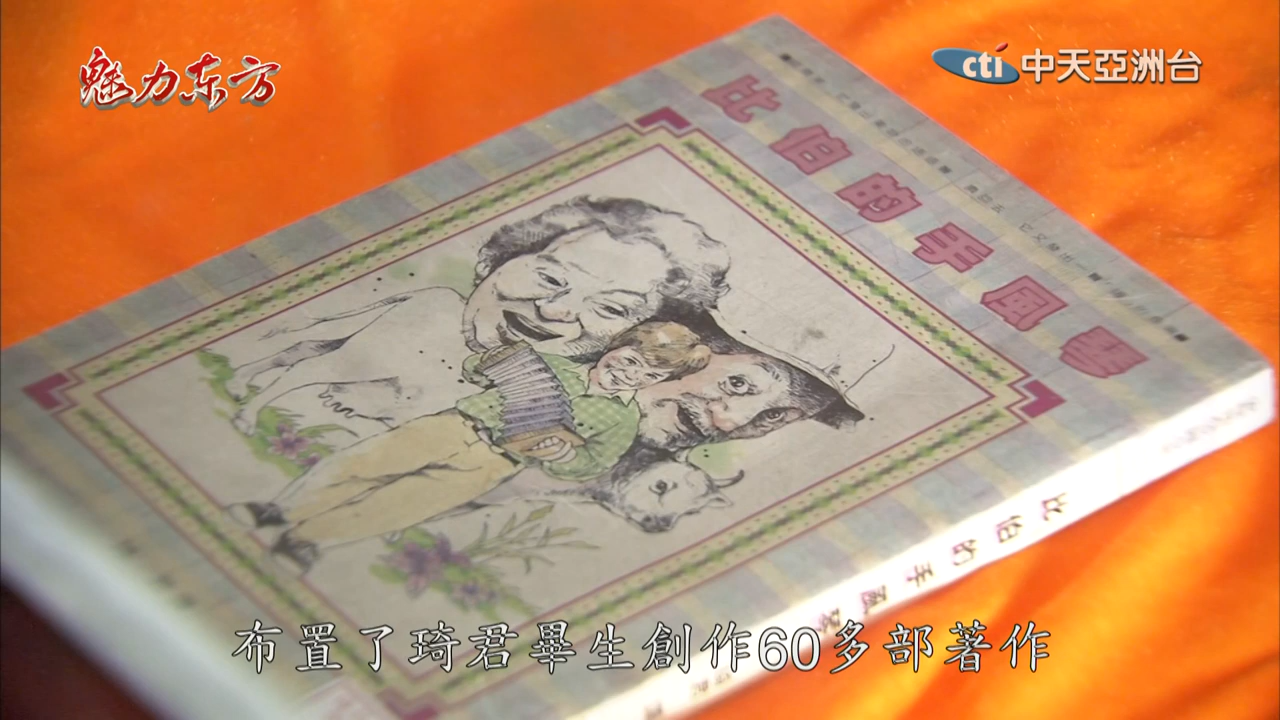 魅力东方
cti 中天亞洲台
比伯的手風琴
比伯的手風琴
布置了琦君畢生創作60多部著作